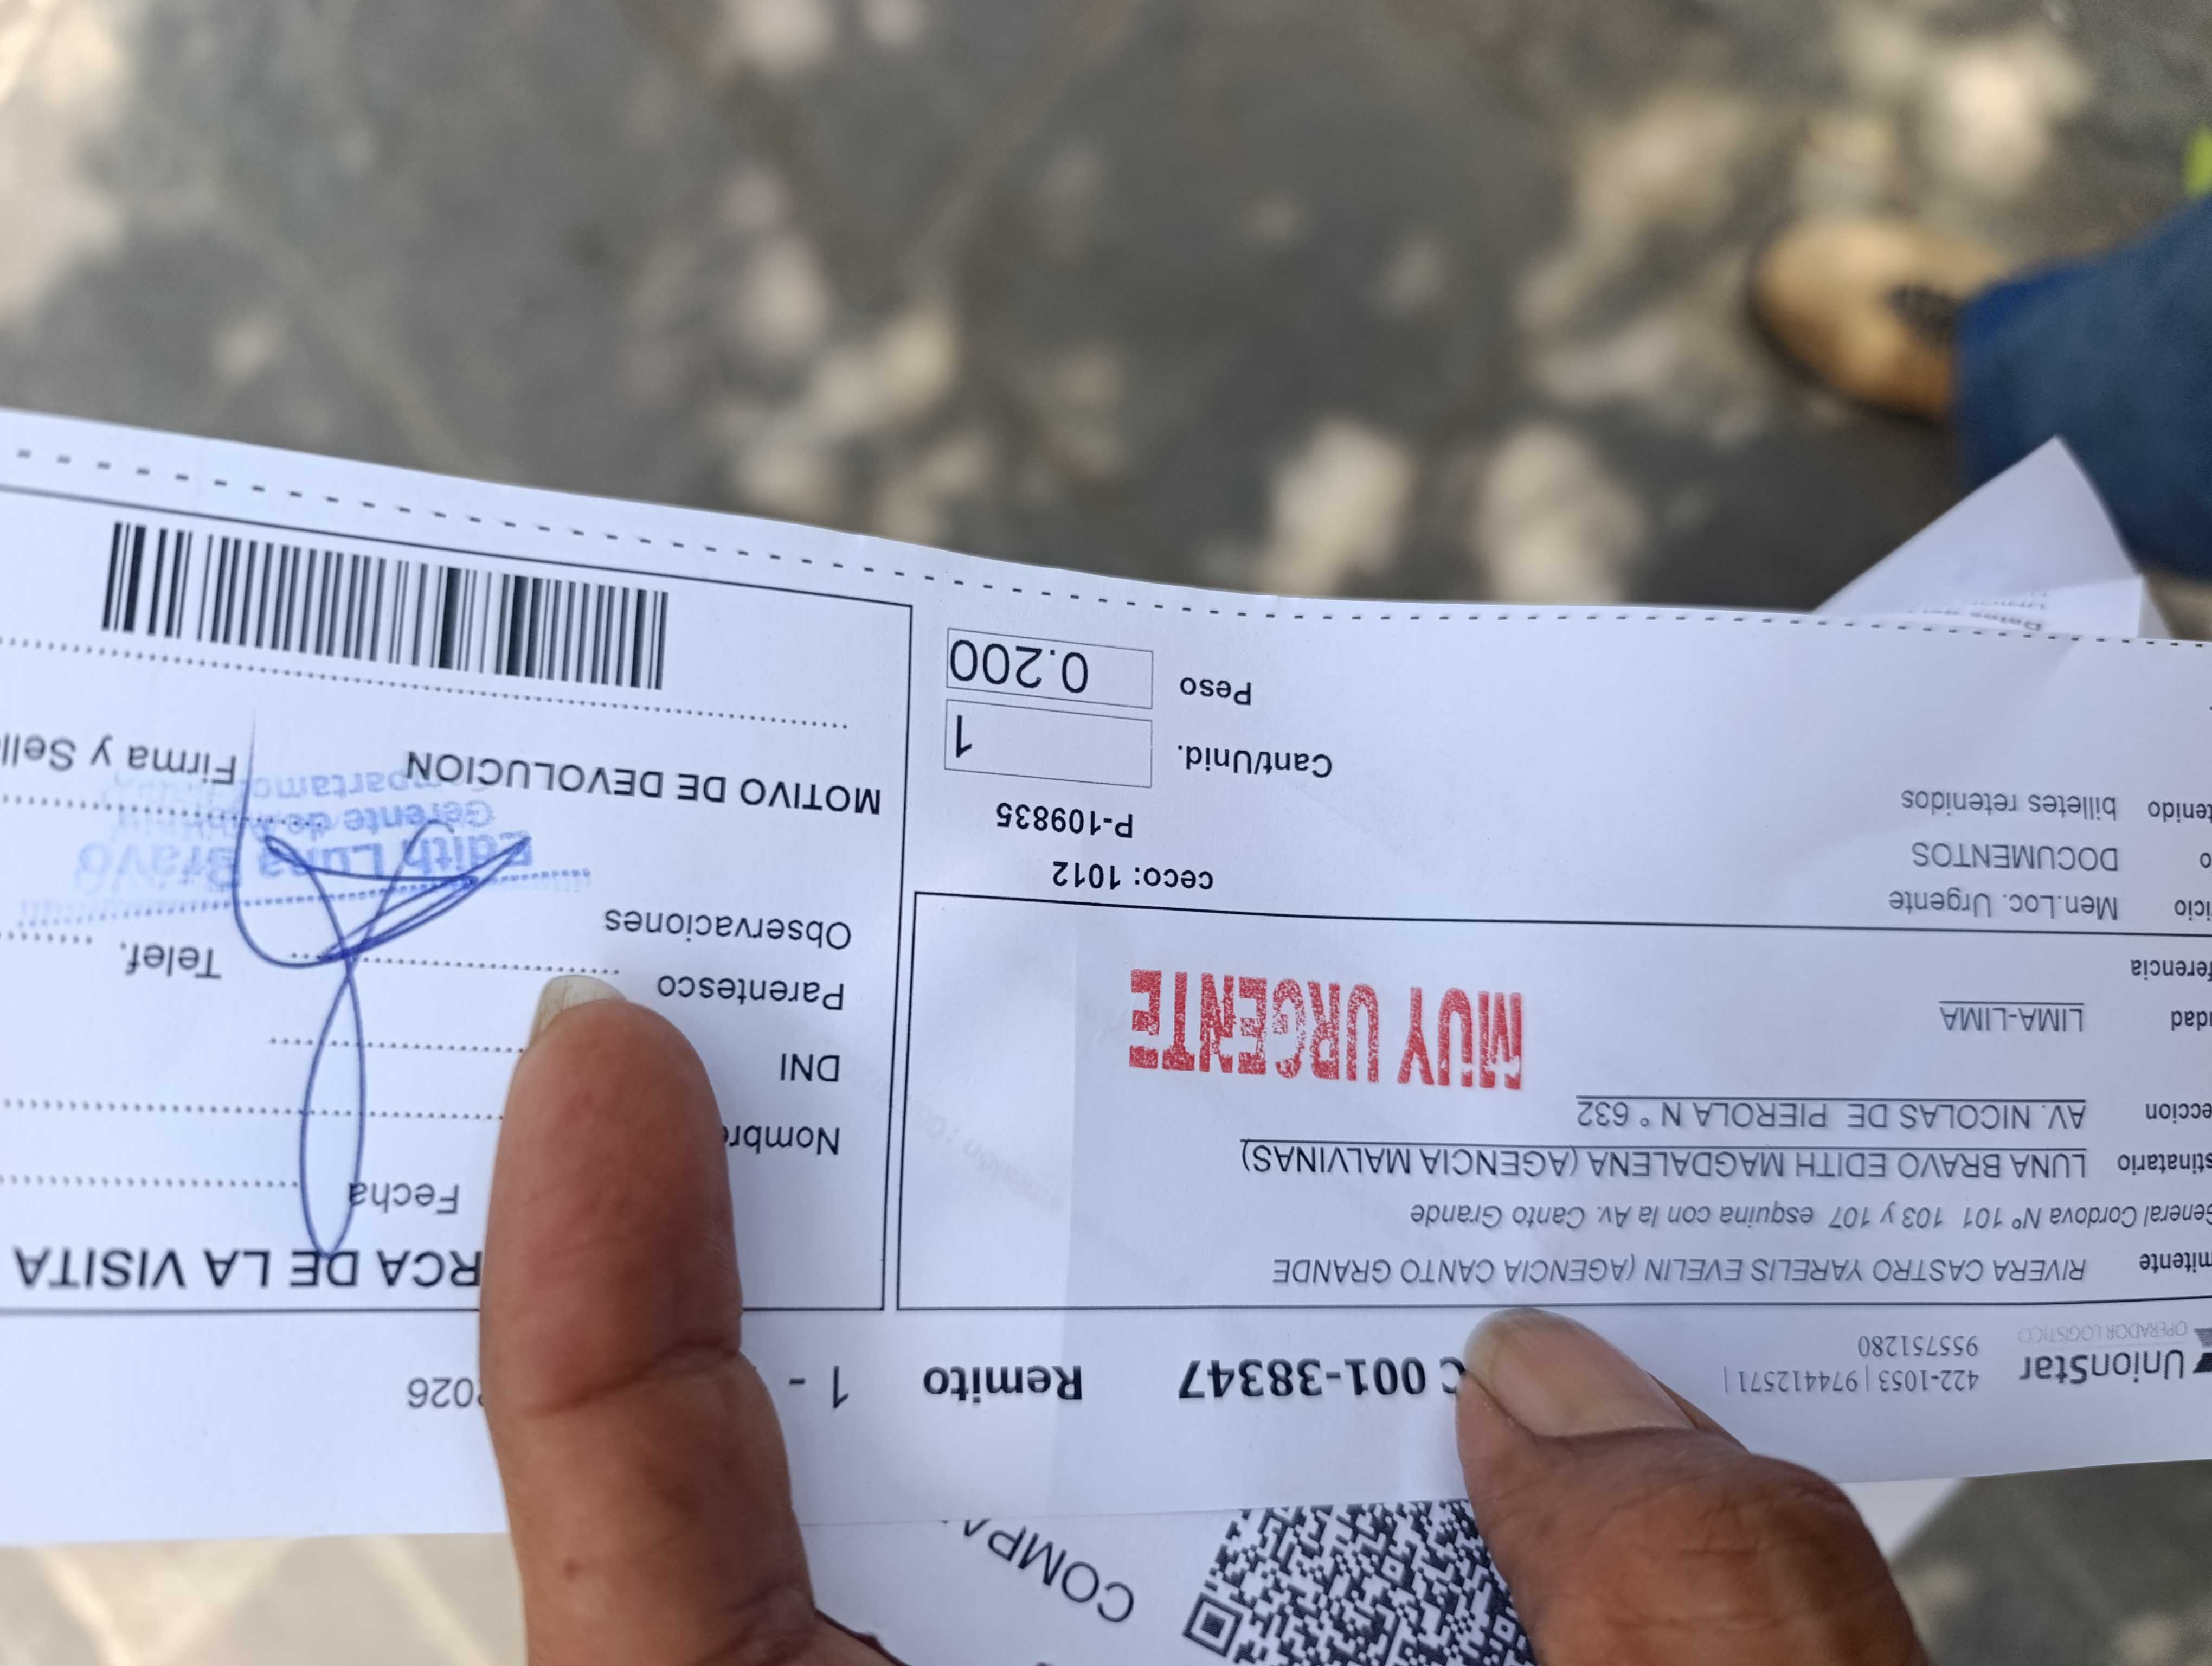 UnionStar
OPERADOR LOGISTICO
422-1053 | 974412571 |
955751280
C 001-38347
Remito
1 -
026
mitente RIVERA CASTRO YARELIS EVELIN (AGENCIA CANTO GRANDE
General Cordova Nº 101 103 y 107 esquina con la Av. Canto Grande
stinatario LUNA BRAVO EDITH MAGDALENA (AGENCIA MALVINAS)
eccion AV. NICOLAS DE PIEROLA N ° 632
dad LIMA-LIMA
ferencia
MUY URGENTE
icio Men.Loc. Urgente
o DOCUMENTOS
tenido billetes retenidos
ceco: 1012
P-109835
Cant/Unid. 1
Peso 0.200
RCA DE LA VISITA
Fecha
Nombre
DNI
Parentesco
Telef.
Observaciones
Edith Luna Bravo
Gerente de
MOTIVO DE DEVOLUCION
Firma y Sell
COMPA